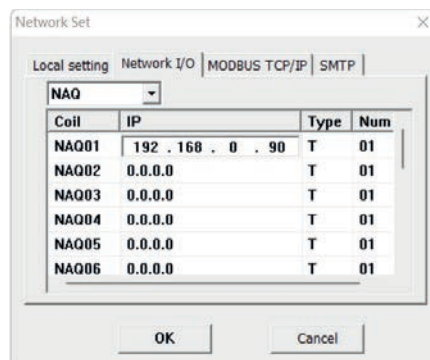 Network Set
Local setting Network I/O MODBUS TCP/IP SMTP
NAQ
Coil IP Type Num
NAQ01 192 . 168 . 0 . 90 T 01
NAQ02 0.0.0.0 T 01
NAQ03 0.0.0.0 T 01
NAQ04 0.0.0.0 T 01
NAQ05 0.0.0.0 T 01
NAQ06 0.0.0.0 T 01
OK Cancel